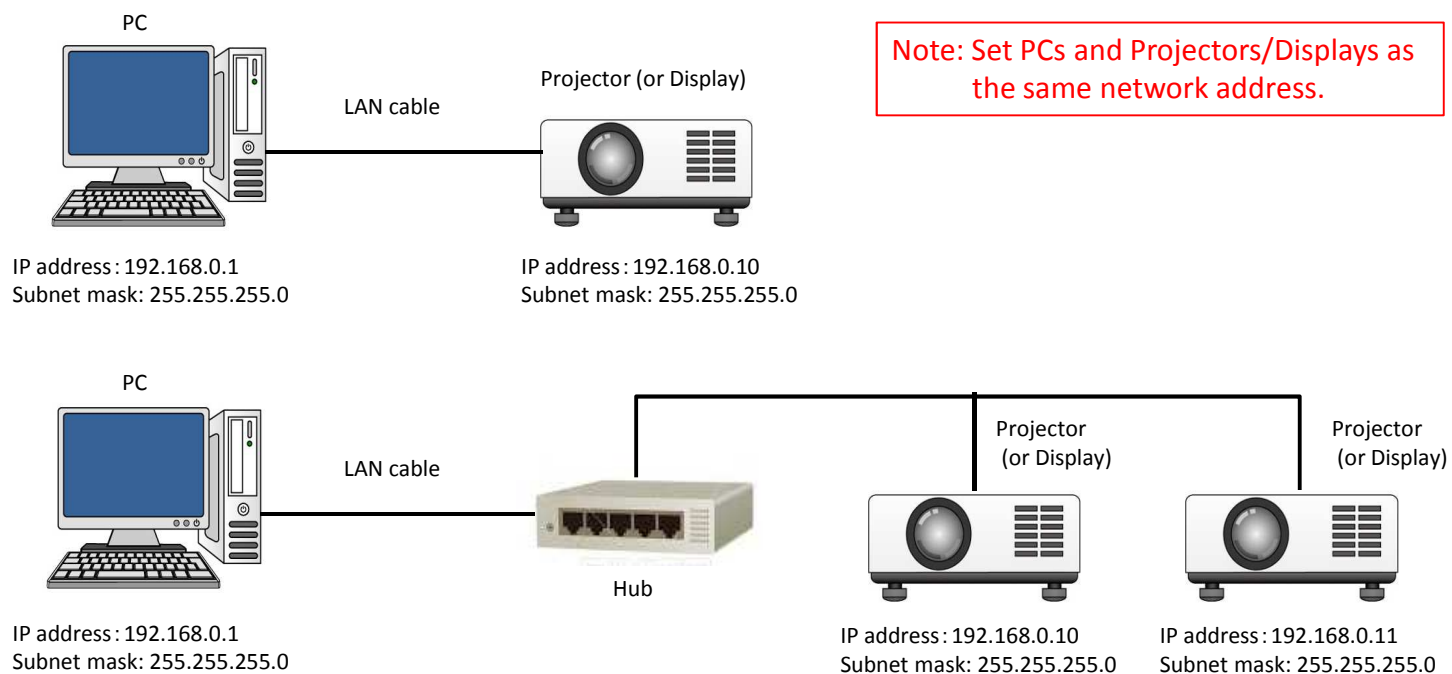 PC
Note: Set PCs and Projectors/Displays as
the same network address.
Projector (or Display)
LAN cable
IP address：192.168.0.1
Subnet mask: 255.255.255.0
IP address：192.168.0.10
Subnet mask: 255.255.255.0
PC
LAN cable
Projector
(or Display)
Projector
(or Display)
Hub
IP address：192.168.0.1
Subnet mask: 255.255.255.0
IP address：192.168.0.10
Subnet mask: 255.255.255.0
IP address：192.168.0.11
Subnet mask: 255.255.255.0